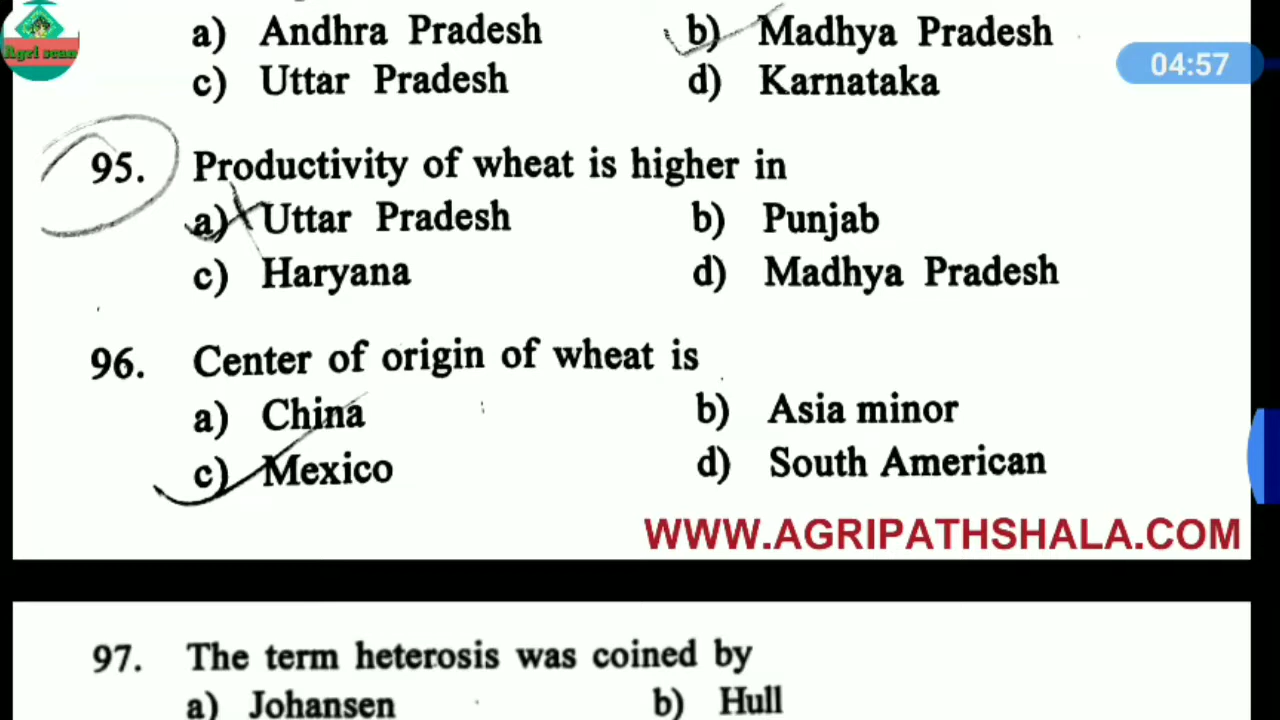 Agri scan
a) Andhra Pradesh b) Madhya Pradesh
04:57
c) Uttar Pradesh d) Karnataka
95. Productivity of wheat is higher in
a) Uttar Pradesh b) Punjab
c) Haryana d) Madhya Pradesh
96. Center of origin of wheat is
a) China b) Asia minor
c) Mexico d) South American
WWW.AGRIPATHSHALA.COM
97. The term heterosis was coined by
a) Johansen b) Hull